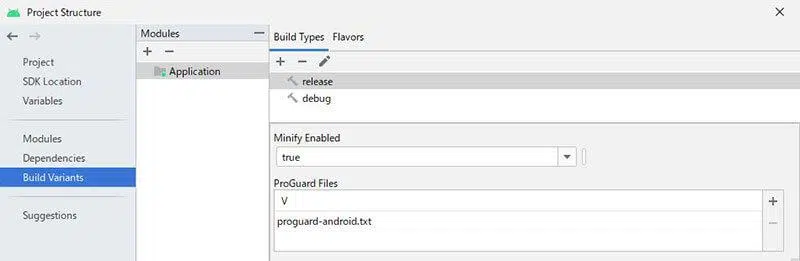 Project Structure
Modules
Build Types Flavors
Project
SDK Location
Variables
Modules
Dependencies
Build Variants
Suggestions
Application
release
debug
Minify Enabled
true
ProGuard Files
V
proguard-android.txt